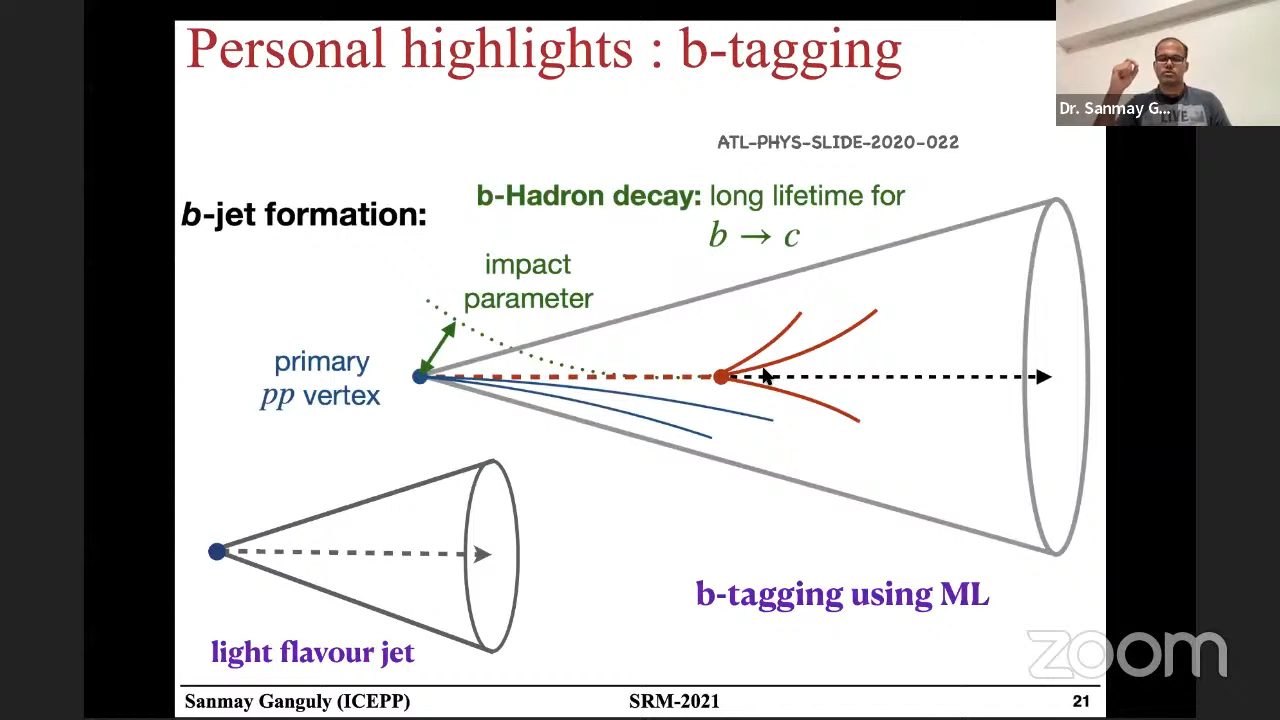 Personal highlights : b-tagging
Dr. Sanmay G...
LIVE
ATL-PHYS-SLIDE-2020-022
b-Hadron decay: long lifetime for
b → c
b-jet formation:
impact
parameter
primary
pp vertex
b-tagging using ML
light flavour jet
zoom
Sanmay Ganguly (ICEPP)
SRM-2021
21